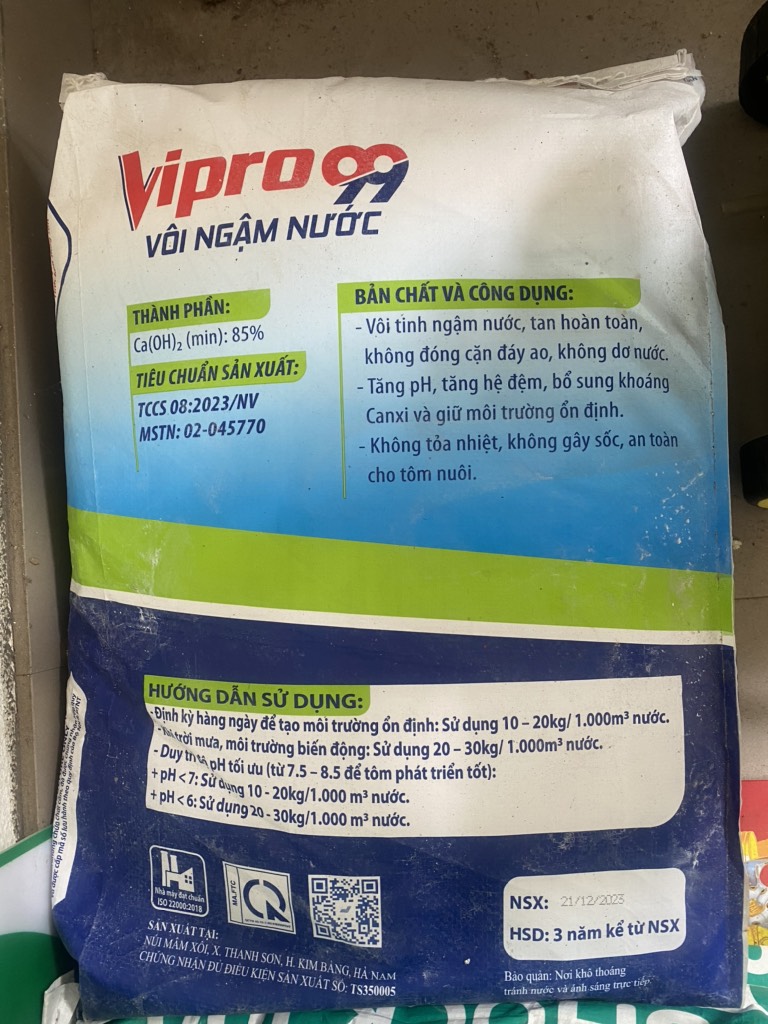 Vipro 99
VÔI NGẬM NƯỚC
THÀNH PHẦN:
Ca(OH)₂ (min): 85%
TIÊU CHUẨN SẢN XUẤT:
TCCS 08:2023/NV
MSTN: 02-045770
BẢN CHẤT VÀ CÔNG DỤNG:
- Vôi tinh ngậm nước, tan hoàn toàn,
không đóng cặn đáy ao, không dơ nước.
- Tăng pH, tăng hệ đệm, bổ sung khoáng
Canxi và giữ môi trường ổn định.
- Không tỏa nhiệt, không gây sốc, an toàn
cho tôm nuôi.
HƯỚNG DẪN SỬ DỤNG:
-Định kỳ hàng ngày để tạo môi trường ổn định: Sử dụng 10 – 20kg/ 1.000m³ nước.
trời mưa, môi trường biến động: Sử dụng 20 – 30kg/ 1.000m³ nước.
- Duy trì pH tối ưu (từ 7.5 – 8.5 để tôm phát triển tốt):
+ pH < 7: Sử dụng 10 - 20kg/1.000 m³ nước.
+ pH < 6: Sử dụng 20 - 30kg/1.000 m³ nước.
Nhà máy đạt chuẩn
ISO 22000:2018
MA.FTC
SẢN XUẤT TẠI:
NÚI MÂM XÔI, X. THANH SƠN, H. KIM BẢNG, HÀ NAM
CHỨNG NHẬN ĐỦ ĐIỀU KIỆN SẢN XUẤT SỐ: TS350005
NSX: 21/12/2023
HSD: 3 năm kể từ NSX
Bảo quản: Nơi khô thoáng
tránh nước và ánh sáng trực tiếp